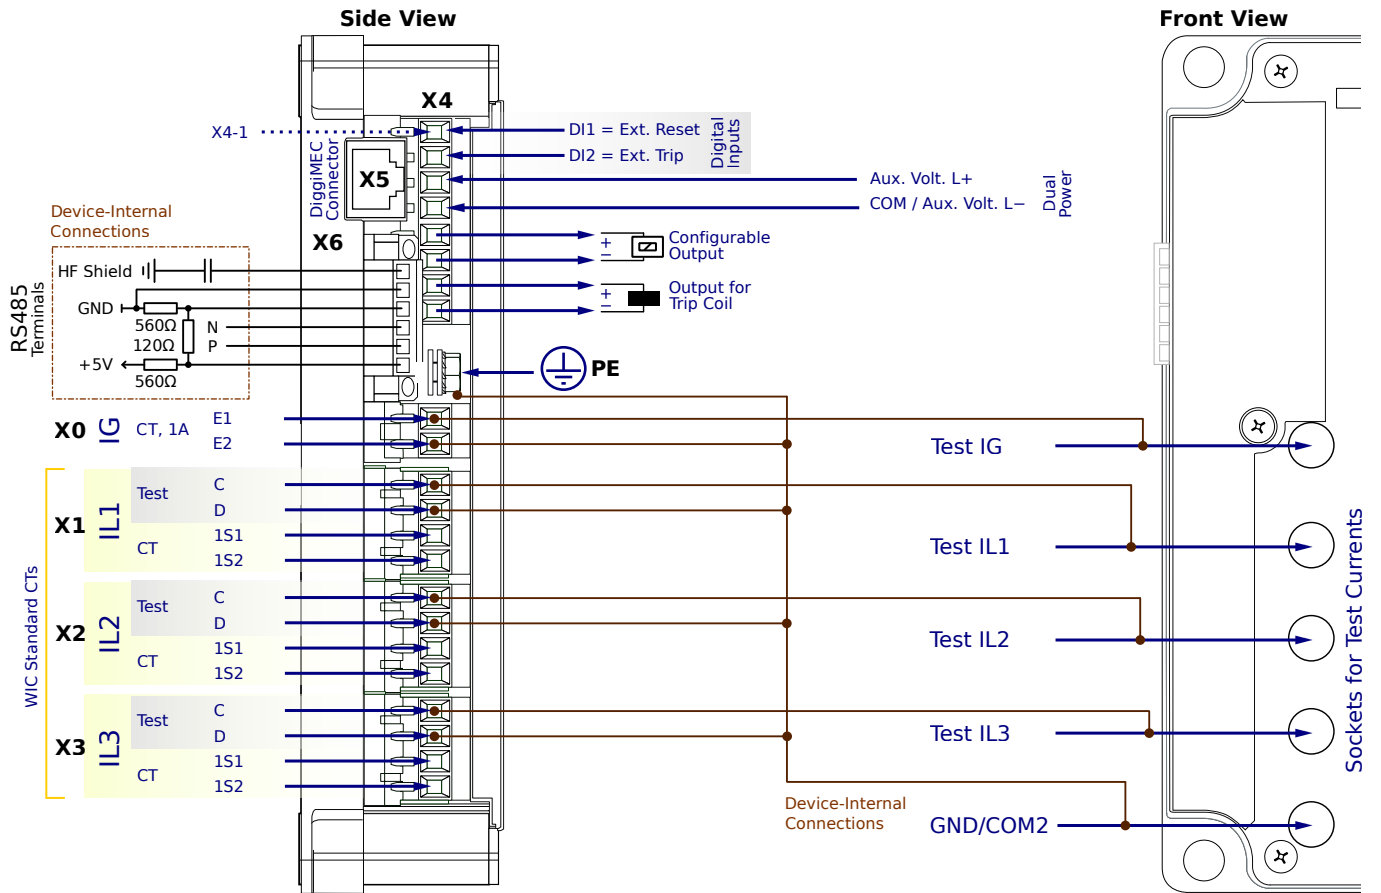 Side View
Front View
X4
X4-1
DI1 = Ext. Reset
DI2 = Ext. Trip
Digital
Inputs
DiggiMEC
Connector
X5
Aux. Volt. L+
COM / Aux. Volt. L−
Dual
Power
Device-Internal
Connections
X6
+
−
Configurable
Output
+
−
Output for
Trip Coil
RS485
Terminals
HF Shield
GND
560Ω
N
120Ω
P
+5V
560Ω
PE
X0
IG
CT, 1A
E1
E2
Test IG
WIC Standard CTs
X1
IL1
Test
C
D
CT
1S1
1S2
Test IL1
X2
IL2
Test
C
D
CT
1S1
1S2
Test IL2
X3
IL3
Test
C
D
CT
1S1
1S2
Test IL3
Device-Internal
Connections
GND/COM2
Sockets for Test Currents